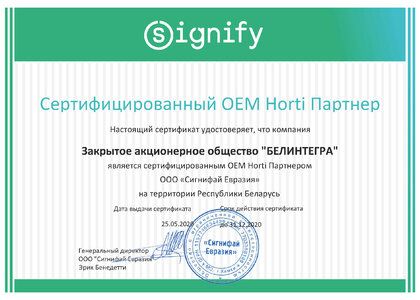 signify
Сертифицированный OEM Horti Партнер
Настоящий сертификат удостоверяет, что компания
Закрытое акционерное общество "БЕЛИНТЕГРА"
является сертифицированным OEM Horti Партнером
ООО «Сигнифай Евразия»
на территории Республики Беларусь
Дата выдачи сертификата Срок действия сертификата
25.05.2020 до 31.12.2020
«Сигнифай
Евразия»
Генеральный директор
ООО "Сигнифай Евразия"
Эрик Бенедетти